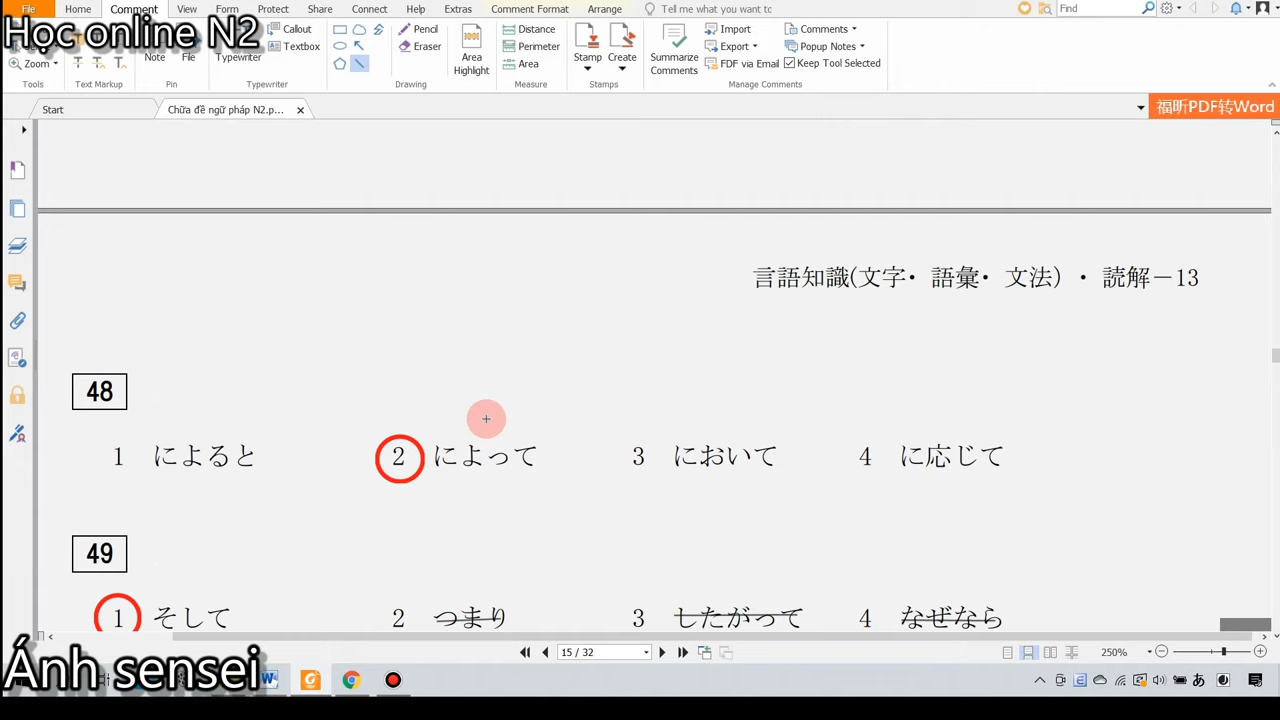 File Home Comment View Form Protect Share Connect Help Extras Comment Format Arrange Tell me what you want to Find
Học online N2
Zoom
Note File Typewriter
Callout
Textbox
Pencil
Eraser
Area Highlight
Distance
Perimeter
Area
Stamp Create
Summarize Comments
Import
Export
FDF via Email
Comments
Popup Notes
Keep Tool Selected
Tools Text Markup Typewriter Drawing Measure Stamps Manage Comments
Start Chữa đề ngữ pháp N2.p... 福昕PDF转Word
言語知識(文字・ 語彙・ 文法) ・ 読解－13
48
1 によると 2 によって 3 において 4 に応じて
49
1 そして 2 つまり 3 したがって 4 なぜなら
15 / 32 250%
Ánh sensei
あ